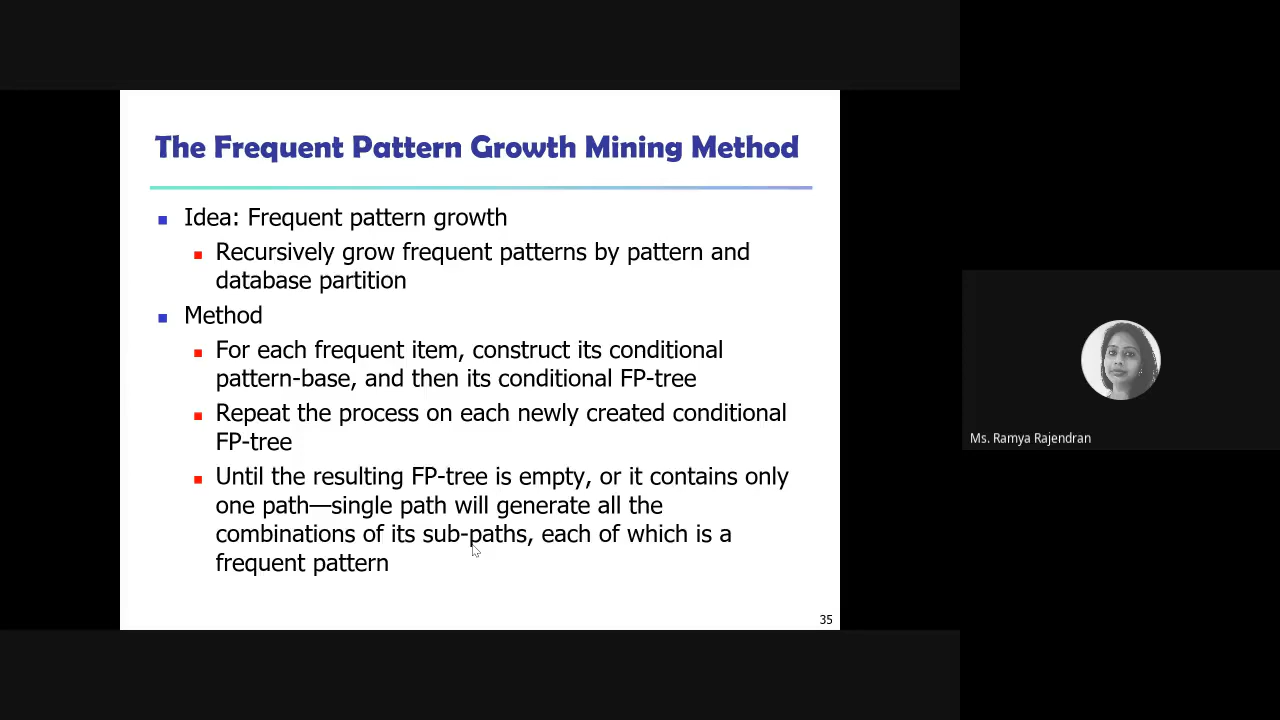 The Frequent Pattern Growth Mining Method
Idea: Frequent pattern growth
Recursively grow frequent patterns by pattern and
database partition
Method
For each frequent item, construct its conditional
pattern-base, and then its conditional FP-tree
Repeat the process on each newly created conditional
FP-tree
Until the resulting FP-tree is empty, or it contains only
one path—single path will generate all the
combinations of its sub-paths, each of which is a
frequent pattern
35
Ms. Ramya Rajendran